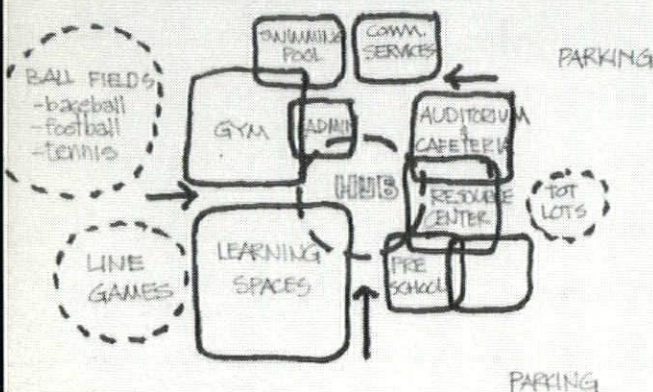 SWIMMING
POOL
COMM.
SERVICES
PARKING
BALL FIELDS
-baseball
-football
-tennis
GYM
ADMIN
AUDITORIUM
&
CAFETERIA
HUB
RESOURCE
CENTER
TOT
LOTS
LINE
GAMES
LEARNING
SPACES
PRE
SCHOOL
PARKING